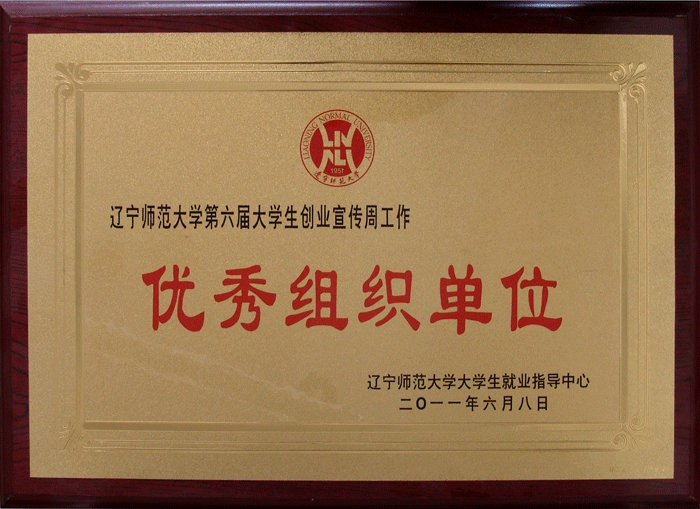 LIAONING NORMAL UNIVERSITY
LNNU
1951
辽宁师范大学
辽宁师范大学第六届大学生创业宣传周工作
优秀组织单位
辽宁师范大学大学生就业指导中心
二〇一一年六月八日